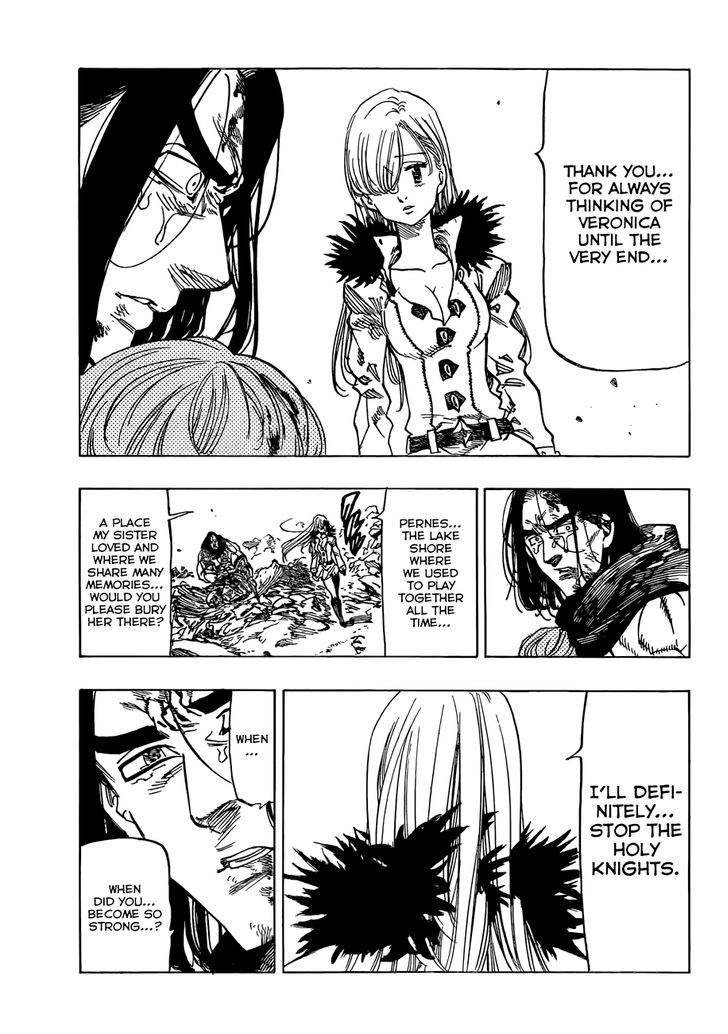 THANK YOU...
FOR ALWAYS
THINKING OF
VERONICA
UNTIL THE
VERY END...
PERNES...
THE LAKE
SHORE
WHERE
WE USED
TO PLAY
TOGETHER
ALL THE
TIME...
A PLACE
MY SISTER
LOVED AND
WHERE WE
SHARE MANY
MEMORIES...
WOULD YOU
PLEASE BURY
HER THERE?
I'LL DEFI-
NITELY...
STOP THE
HOLY
KNIGHTS.
WHEN
...
WHEN
DID YOU...
BECOME SO
STRONG...?